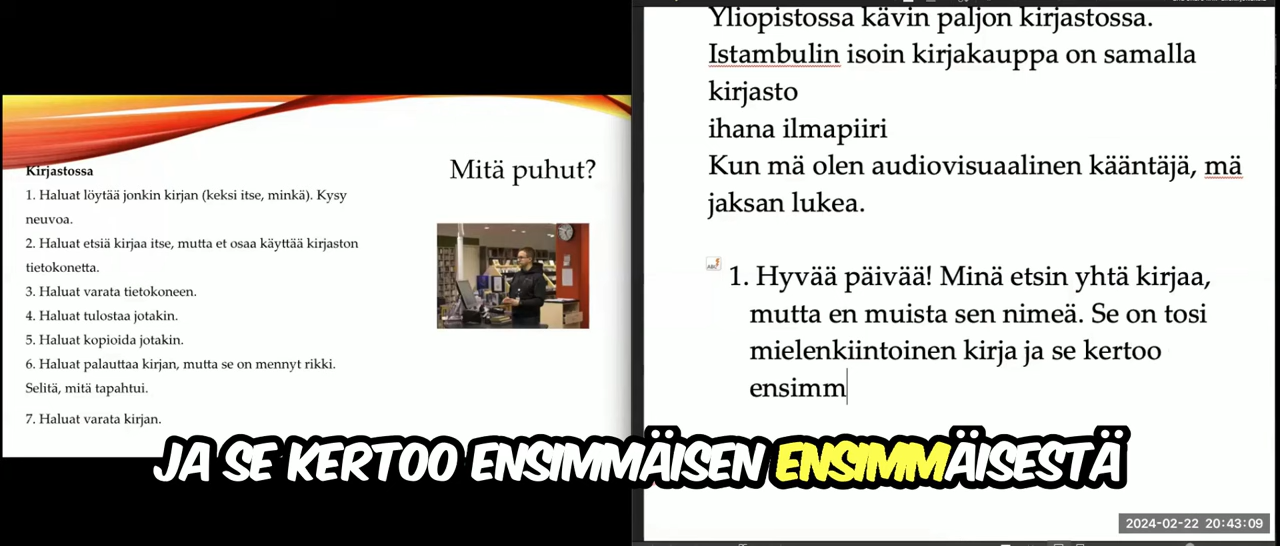 Kirjastossa
Mitä puhut?
1. Haluat löytää jonkin kirjan (keksi itse, minkä). Kysy
neuvoa.
2. Haluat etsiä kirjaa itse, mutta et osaa käyttää kirjaston
tietokonetta.
3. Haluat varata tietokoneen.
4. Haluat tulostaa jotakin.
5. Haluat kopioida jotakin.
6. Haluat palauttaa kirjan, mutta se on mennyt rikki.
Selitä, mitä tapahtui.
7. Haluat varata kirjan.
Yliopistossa kävin paljon kirjastossa.
Istambulin isoin kirjakauppa on samalla
kirjasto
ihana ilmapiiri
Kun mä olen audiovisuaalinen kääntäjä, mä
jaksan lukea.
1. Hyvää päivää! Minä etsin yhtä kirjaa,
mutta en muista sen nimeä. Se on tosi
mielenkiintoinen kirja ja se kertoo
ensimm
JA SE KERTOO ENSIMMÄISEN ENSIMMÄISESTÄ
2024-02-22 20:43:09